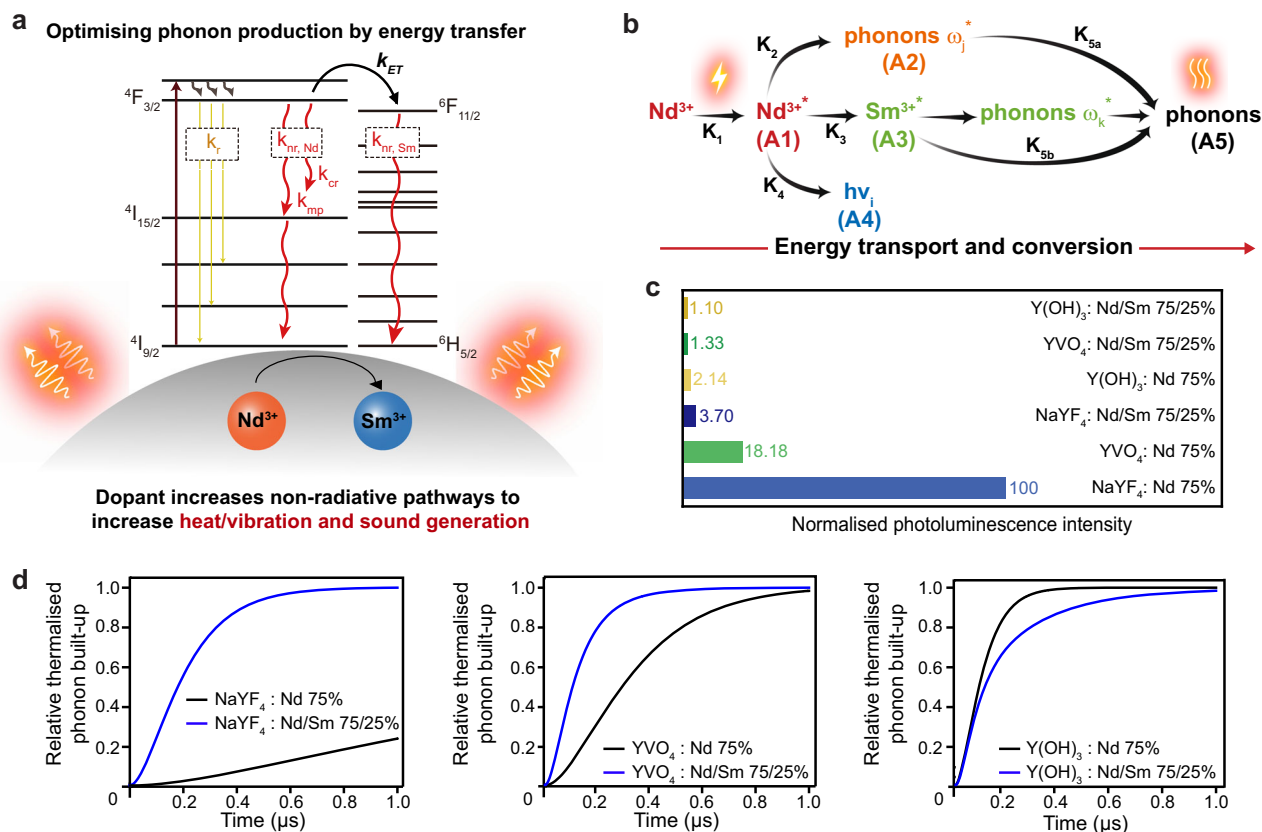 a
Optimising phonon production by energy transfer
k_ET
⁴F₃/₂
⁶F₁₁/₂
k_r
k_nr, Nd
k_nr, Sm
k_cr
k_mp
⁴I₁₅/₂
⁴I₉/₂
⁶H₅/₂
Nd³⁺
Sm³⁺
Dopant increases non-radiative pathways to
increase heat/vibration and sound generation
b
K₂
phonons ω_j*
(A2)
K_5a
Nd³⁺
K₁
Nd³⁺*
(A1)
K₃
Sm³⁺*
(A3)
phonons ω_k*
K_5b
phonons
(A5)
K₄
hv_i
(A4)
Energy transport and conversion
c
1.10 Y(OH)₃: Nd/Sm 75/25%
1.33 YVO₄: Nd/Sm 75/25%
2.14 Y(OH)₃: Nd 75%
3.70 NaYF₄: Nd/Sm 75/25%
18.18 YVO₄: Nd 75%
100 NaYF₄: Nd 75%
Normalised photoluminescence intensity
d
Relative thermalised
phonon built-up
1.0
0.8
0.6
0.4
0.2
0
0.2 0.4 0.6 0.8 1.0
Time (µs)
NaYF₄ : Nd 75%
NaYF₄ : Nd/Sm 75/25%
Relative thermalised
phonon built-up
1.0
0.8
0.6
0.4
0.2
0
0.2 0.4 0.6 0.8 1.0
Time (µs)
YVO₄ : Nd 75%
YVO₄ : Nd/Sm 75/25%
Relative thermalised
phonon built-up
1.0
0.8
0.6
0.4
0.2
0
0.2 0.4 0.6 0.8 1.0
Time (µs)
Y(OH)₃ : Nd 75%
Y(OH)₃ : Nd/Sm 75/25%